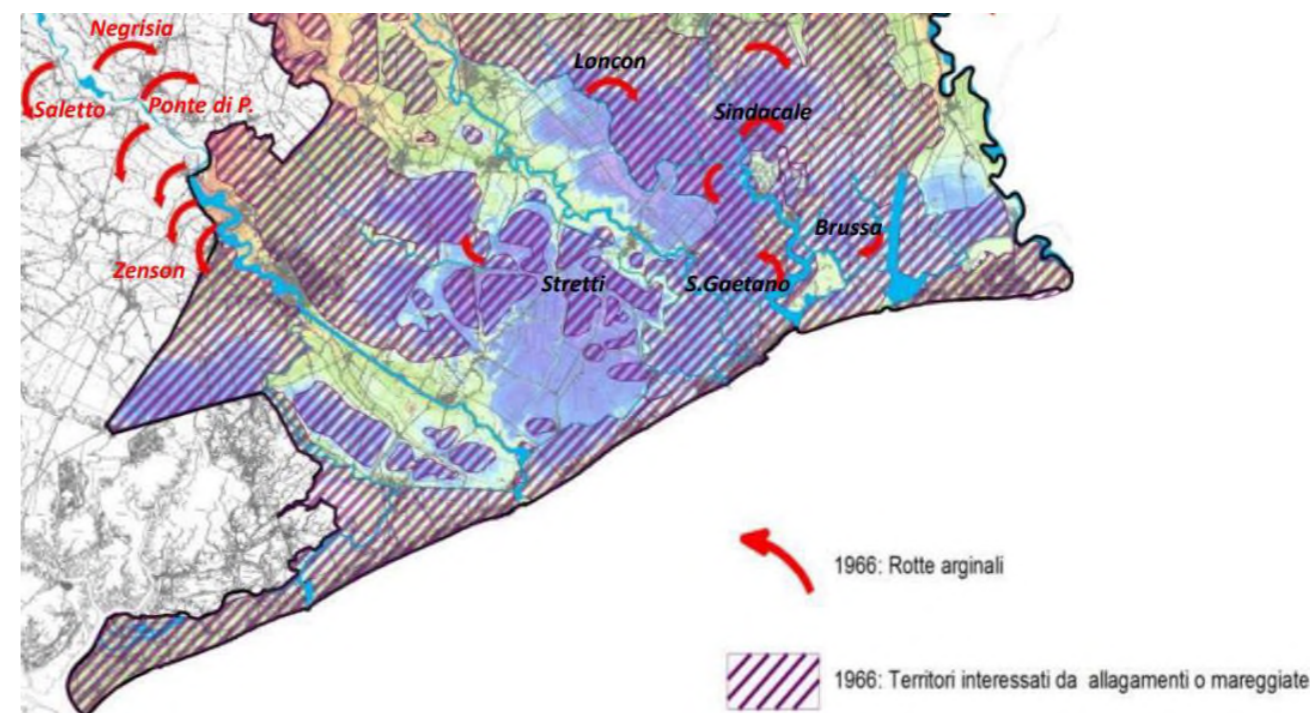 Negrisia
Loncon
Saletto
Ponte di P.
Sindacale
Brussa
Zenson
Stretti
S.Gaetano
1966: Rotte arginali
1966: Territori interessati da allagamenti o mareggiate